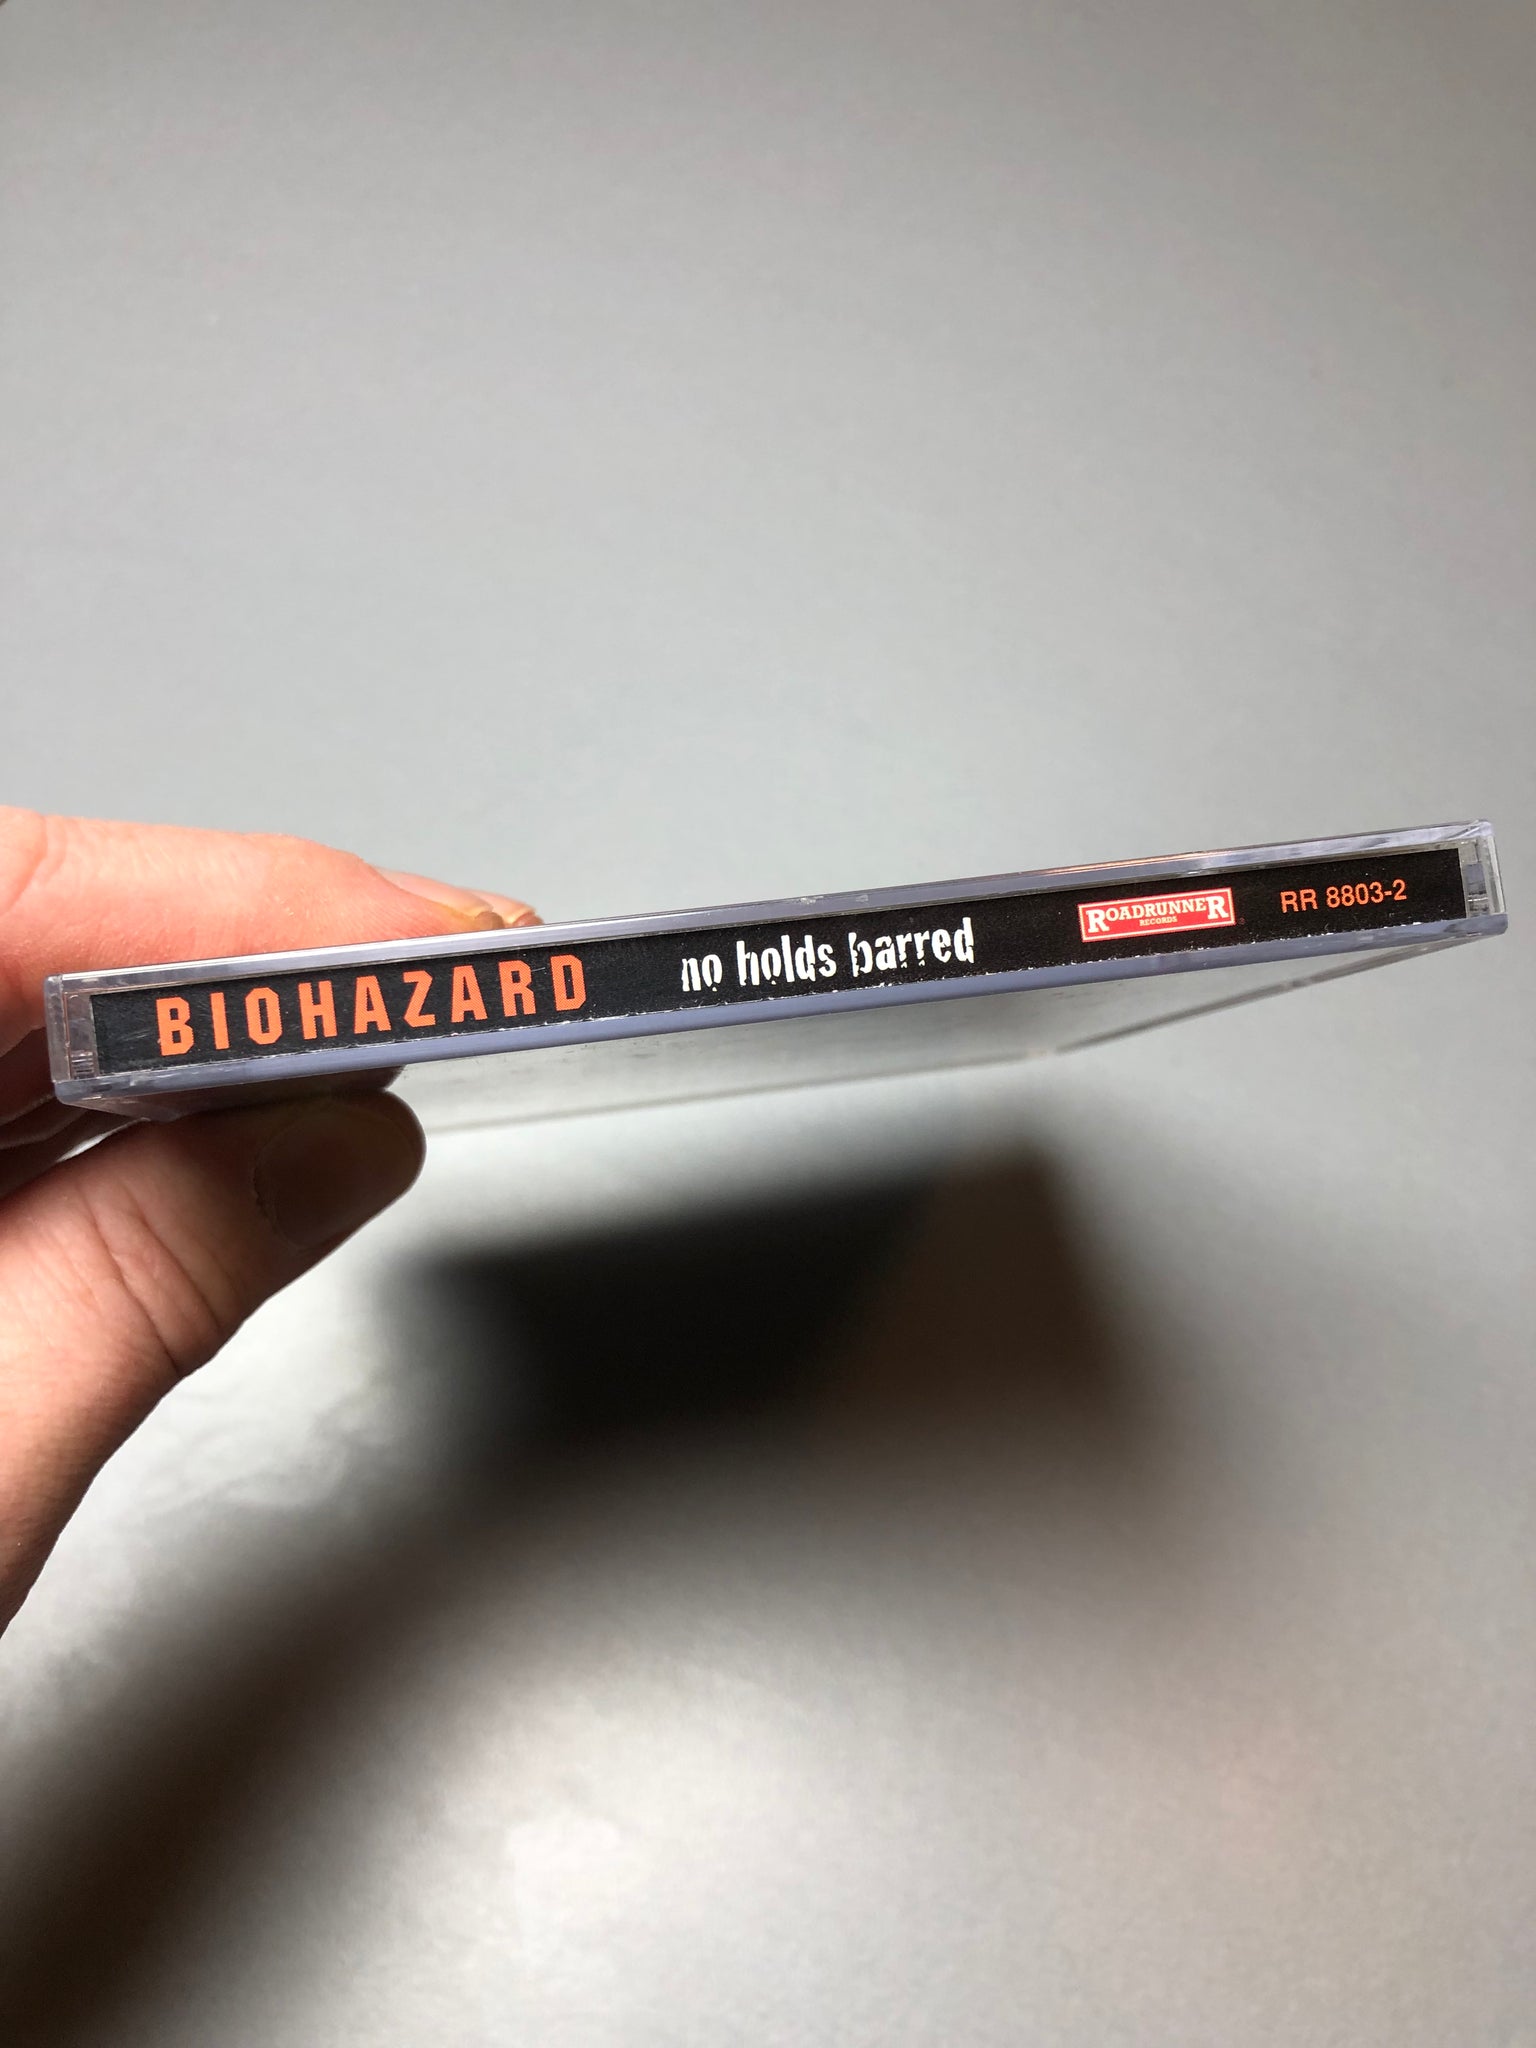 BIOHAZARD no holds barred ROADRUNNER RR 8803-2
RECORDS